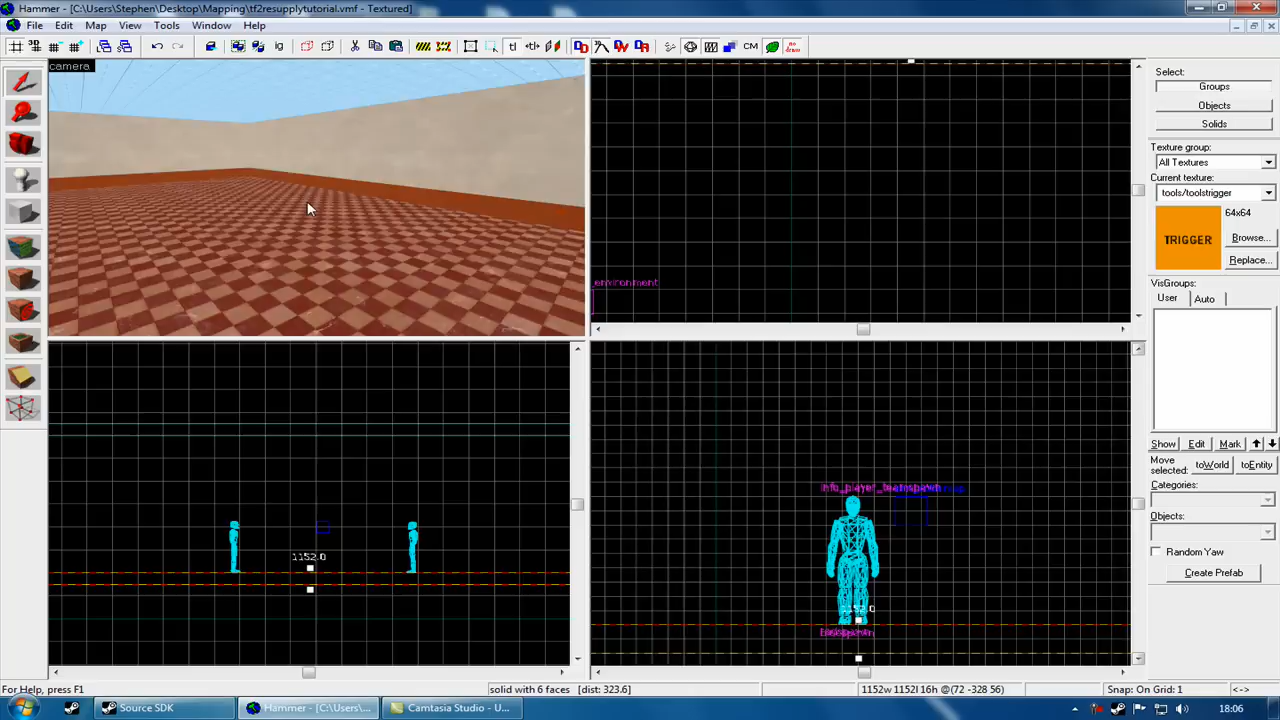 Hammer - [C:\Users\Stephen\Desktop\Mapping\tf2resupplytutorial.vmf - Textured]
File Edit Map View Tools Instancing Window Help
camera
Select:
Groups
Objects
Solids
Texture group:
All Textures
Current texture:
tools/toolstrigger
64x64
TRIGGER
Browse...
Replace...
VisGroups:
User Auto
environment
Show Edit Mark
Move selected: toWorld toEntity
Categories:
Objects:
Random Yaw
Create Prefab
info_player_teamspawn
1152.0
1152.0
For Help, press F1
solid with 6 faces [dist: 323.6]
1152w 1152l 16h @(72 -328 56)
Snap: On Grid: 1
<->
Source SDK
Hammer - [C:\Users\...
Camtasia Studio - U...
18:06